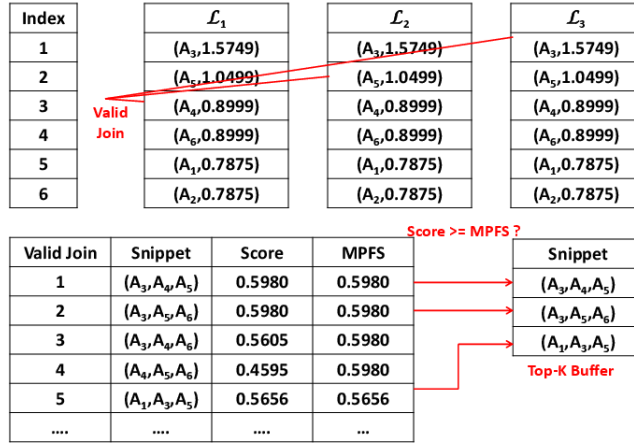 Index ℒ₁ ℒ₂ ℒ₃
1 (A₃,1.5749) (A₃,1.5749) (A₃,1.5749)
2 (A₅,1.0499) (A₅,1.0499) (A₅,1.0499)
3 (A₄,0.8999) (A₄,0.8999) (A₄,0.8999)
4 (A₆,0.8999) (A₆,0.8999) (A₆,0.8999)
5 (A₁,0.7875) (A₁,0.7875) (A₁,0.7875)
6 (A₂,0.7875) (A₂,0.7875) (A₂,0.7875)
Valid
Join
Score >= MPFS ?
Valid Join Snippet Score MPFS
1 (A₃,A₄,A₅) 0.5980 0.5980
2 (A₃,A₅,A₆) 0.5980 0.5980
3 (A₃,A₄,A₆) 0.5605 0.5980
4 (A₄,A₅,A₆) 0.4595 0.5980
5 (A₁,A₃,A₅) 0.5656 0.5656
.... .... .... ...
Snippet
(A₃,A₄,A₅)
(A₃,A₅,A₆)
(A₁,A₃,A₅)
Top-K Buffer